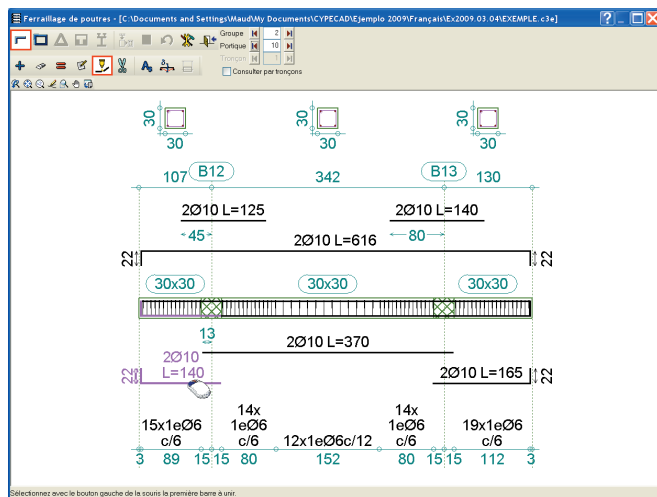 Ferraillage de poutres - [C:\Documents and Settings\Maud\My Documents\CYPECAD\Ejemplo 2009\Français\Ex2009.03.04\EXEMPLE.c3e]
Groupe 2
Portique 10
Tronçon 1
Consulter par tronçons
30 30 30
30 30 30
107 B12 342 B13 130
2Ø10 L=125 2Ø10 L=140
45 80
2Ø10 L=616
22 22
30x30 30x30 30x30
13
2Ø10 L=370
2Ø10
L=140 2Ø10 L=165
22 22
14x 14x
15x1eØ6 1eØ6 12x1eØ6c/12 1eØ6 19x1eØ6
c/6 c/6 c/6 c/6
3 89 15 15 80 152 80 15 15 112 3
Sélectionnez avec le bouton gauche de la souris la première barre à unir.